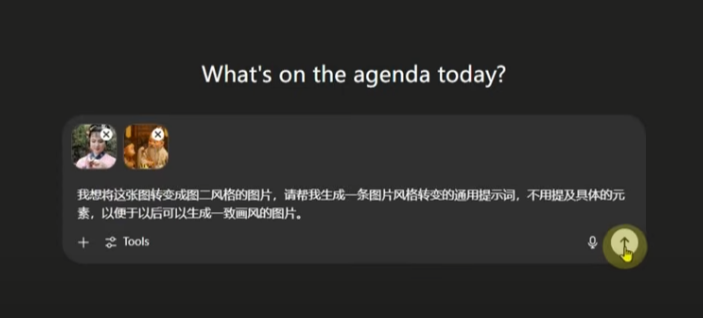 What's on the agenda today?
我想将这张图转变成图二风格的图片，请帮我生成一条图片风格转变的通用提示词，不用提及具体的元
素，以便于以后可以生成一致画风的图片。
Tools